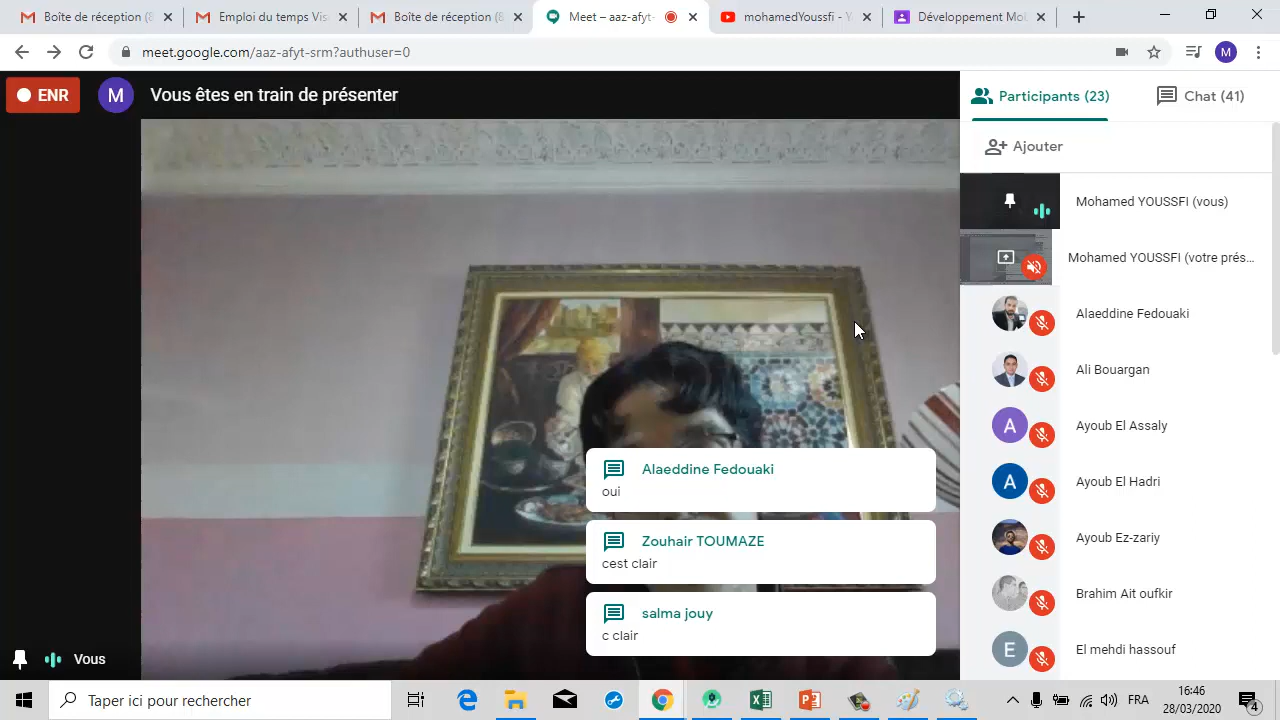 Boîte de réception (8
Emploi du temps Vis
Boîte de réception (8
Meet – aaz-afyt-
mohamedYoussfi - Y
Développement Mo
meet.google.com/aaz-afyt-srm?authuser=0
M
ENR
M
Vous êtes en train de présenter
Participants (23)
Chat (41)
Ajouter
Mohamed YOUSSFI (vous)
Mohamed YOUSSFI (votre prés...
Alaeddine Fedouaki
Ali Bouargan
A
Ayoub El Assaly
A
Ayoub El Hadri
Ayoub Ez-zariy
Brahim Ait oufkir
E
El mehdi hassouf
Alaeddine Fedouaki
oui
Zouhair TOUMAZE
cest clair
salma jouy
c clair
Vous
Taper ici pour rechercher
FRA
16:46
28/03/2020
4